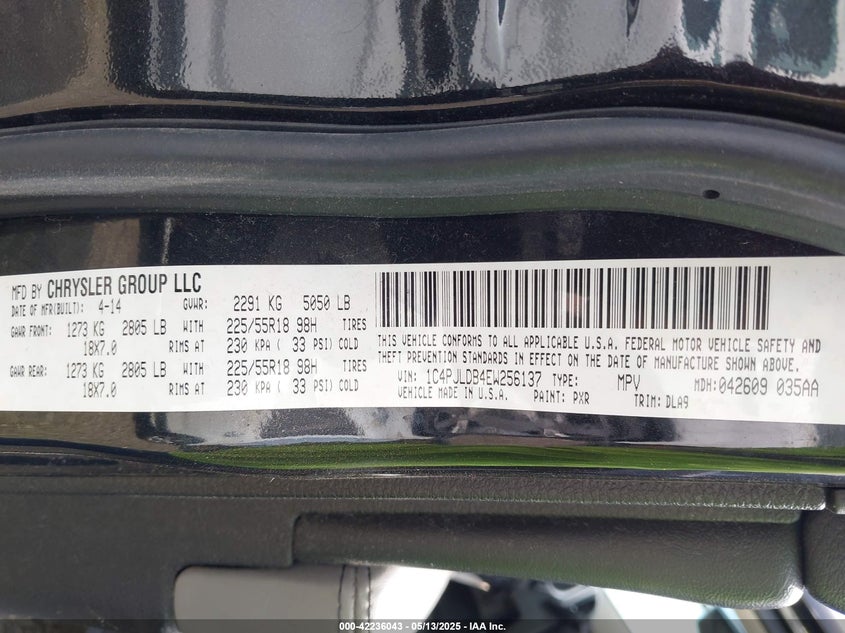 MFD BY CHRYSLER GROUP LLC
DATE OF MFR(BUILT): 4-14 GVWR: 2291 KG 5050 LB
GAWR FRONT: 1273 KG 2805 LB WITH 225/55R18 98H TIRES
18X7.0 RIMS AT 230 KPA ( 33 PSI) COLD
GAWR REAR: 1273 KG 2805 LB WITH 225/55R18 98H TIRES
18X7.0 RIMS AT 230 KPA ( 33 PSI) COLD
THIS VEHICLE CONFORMS TO ALL APPLICABLE U.S.A. FEDERAL MOTOR VEHICLE SAFETY AND
THEFT PREVENTION STANDARDS IN EFFECT ON THE DATE OF MANUFACTURE SHOWN ABOVE.
VIN: 1C4PJLDB4EW256137 TYPE: MPV MDH:042609 035AA
VEHICLE MADE IN U.S.A. PAINT: PXR TRIM: DLA9
000-42236043 — 05/13/2025 — IAA Inc.